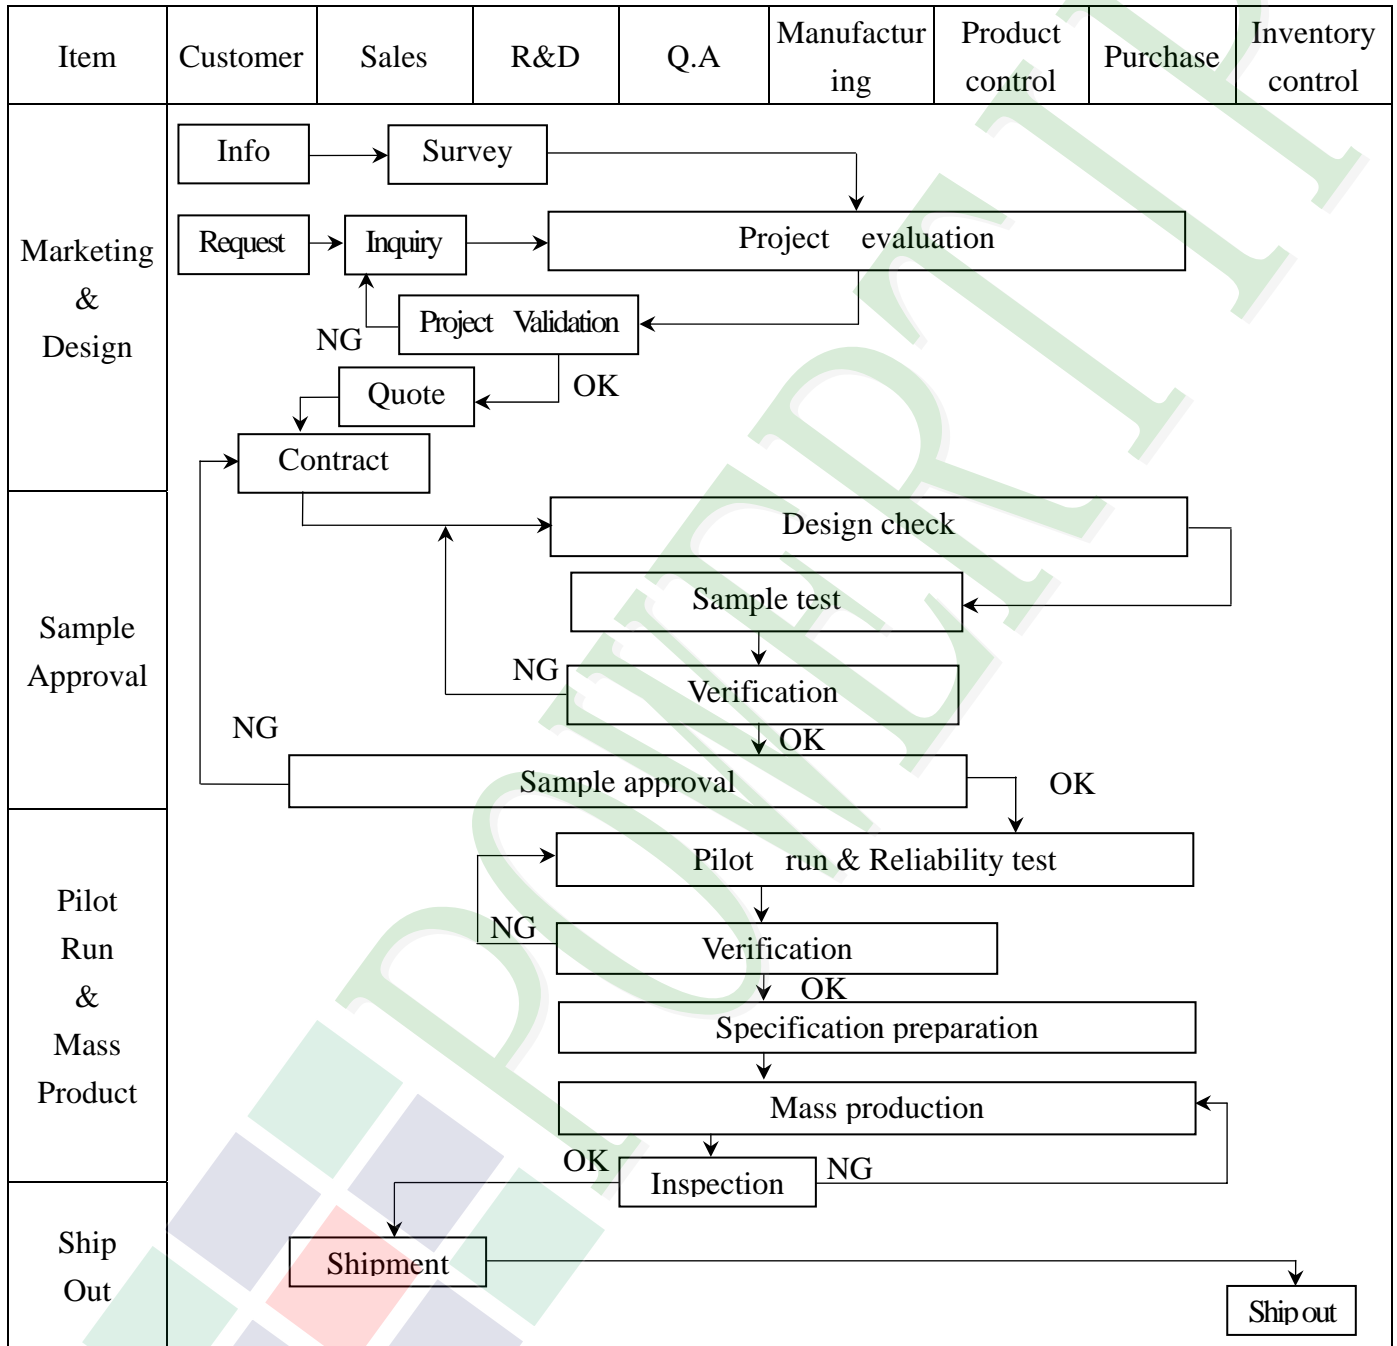 Item
Customer
Sales
R&D
Q.A
Manufactur
ing
Product
control
Purchase
Inventory
control
Marketing
&
Design
Info
Survey
Request
Inquiry
Project evaluation
Project Validation
NG
OK
Quote
Contract
Sample
Approval
Design check
Sample test
NG
Verification
OK
NG
Sample approval
OK
Pilot
Run
&
Mass
Product
Pilot run & Reliability test
NG
Verification
OK
Specification preparation
Mass production
OK
Inspection
NG
Ship
Out
Shipment
Ship out
POWERTIP